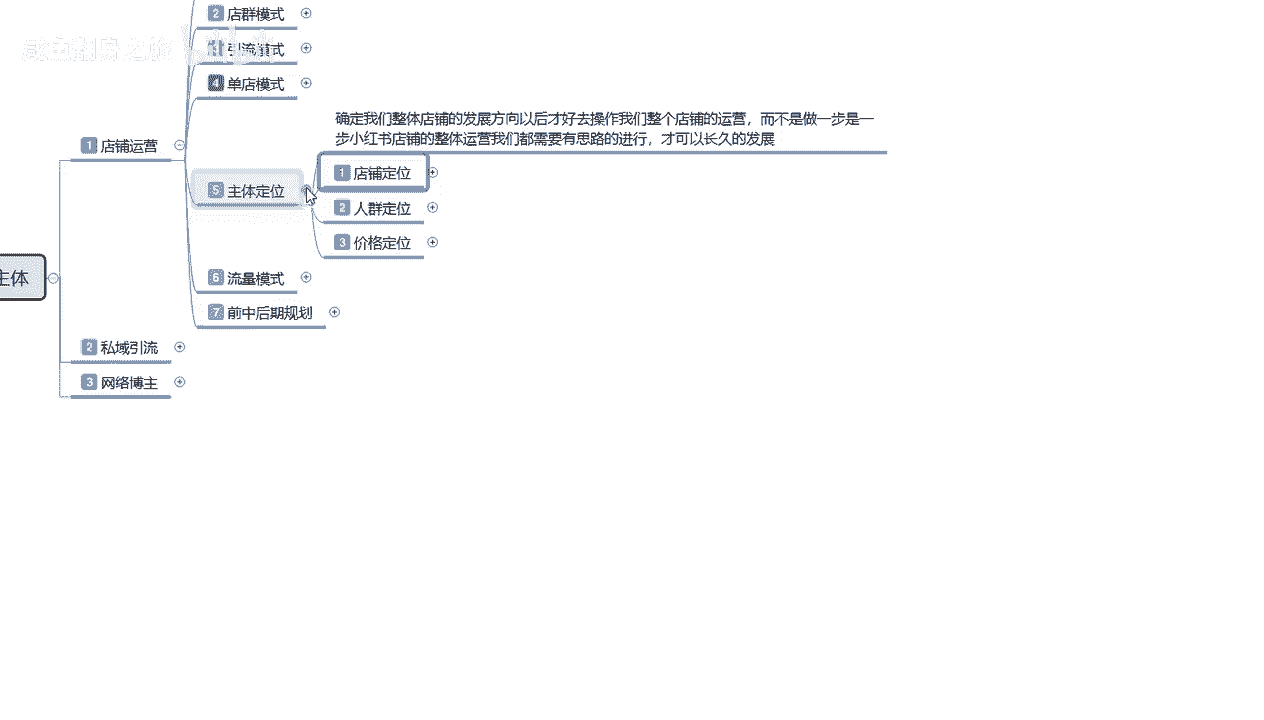 2 店群模式
3 引流模式
4 单店模式
确定我们整体店铺的发展方向以后才好去操作我们整个店铺的运营，而不是做一步是一
步小红书店铺的整体运营我们都需要有思路的进行，才可以长久的发展
1 店铺运营
1 店铺定位
5 主体定位
2 人群定位
3 价格定位
主体
6 流量模式
7 前中后期规划
2 私域引流
3 网络博主